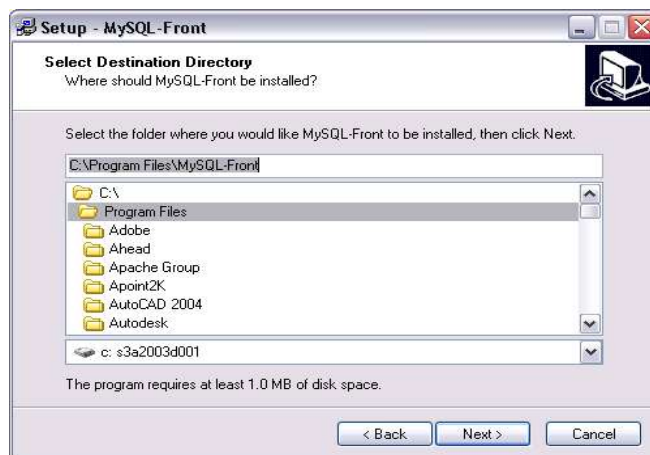 Setup - MySQL-Front
Select Destination Directory
Where should MySQL-Front be installed?
Select the folder where you would like MySQL-Front to be installed, then click Next.
C:\Program Files\MySQL-Front
C:\
Program Files
Adobe
Ahead
Apache Group
Apoint2K
AutoCAD 2004
Autodesk
c: s3a2003d001
The program requires at least 1.0 MB of disk space.
< Back Next > Cancel